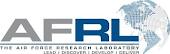 AFRL
THE AIR FORCE RESEARCH LABORATORY
LEAD | DISCOVER | DEVELOP | DELIVER